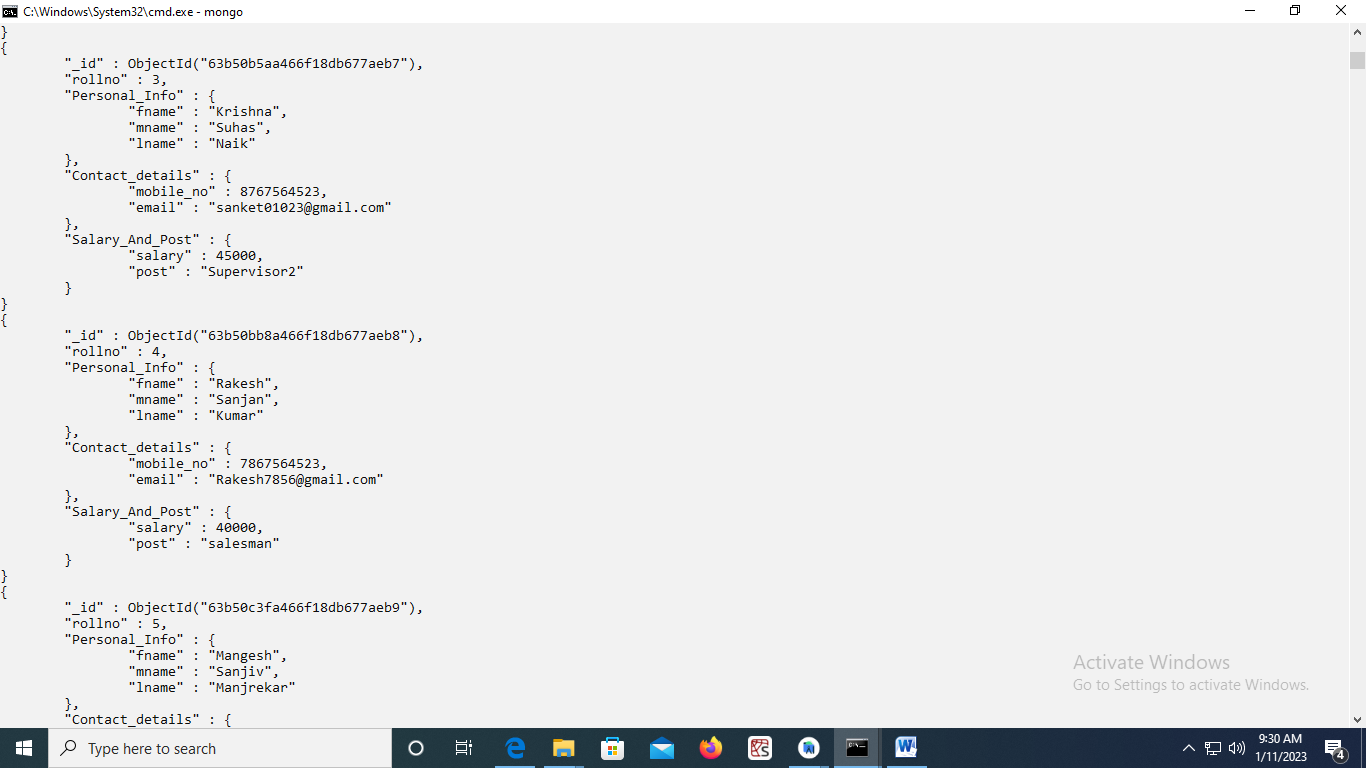 C:\Windows\System32\cmd.exe - mongo
}
{
"_id" : ObjectId("63b50b5aa466f18db677aeb7"),
"rollno" : 3,
"Personal_Info" : {
"fname" : "Krishna",
"mname" : "Suhas",
"lname" : "Naik"
},
"Contact_details" : {
"mobile_no" : 8767564523,
"email" : "sanket01023@gmail.com"
},
"Salary_And_Post" : {
"salary" : 45000,
"post" : "Supervisor2"
}
}
{
"_id" : ObjectId("63b50bb8a466f18db677aeb8"),
"rollno" : 4,
"Personal_Info" : {
"fname" : "Rakesh",
"mname" : "Sanjan",
"lname" : "Kumar"
},
"Contact_details" : {
"mobile_no" : 7867564523,
"email" : "Rakesh7856@gmail.com"
},
"Salary_And_Post" : {
"salary" : 40000,
"post" : "salesman"
}
}
{
"_id" : ObjectId("63b50c3fa466f18db677aeb9"),
"rollno" : 5,
"Personal_Info" : {
"fname" : "Mangesh",
"mname" : "Sanjiv",
"lname" : "Manjrekar"
},
"Contact_details" : {
Activate Windows
Go to Settings to activate Windows.
Type here to search
9:30 AM
1/11/2023
4